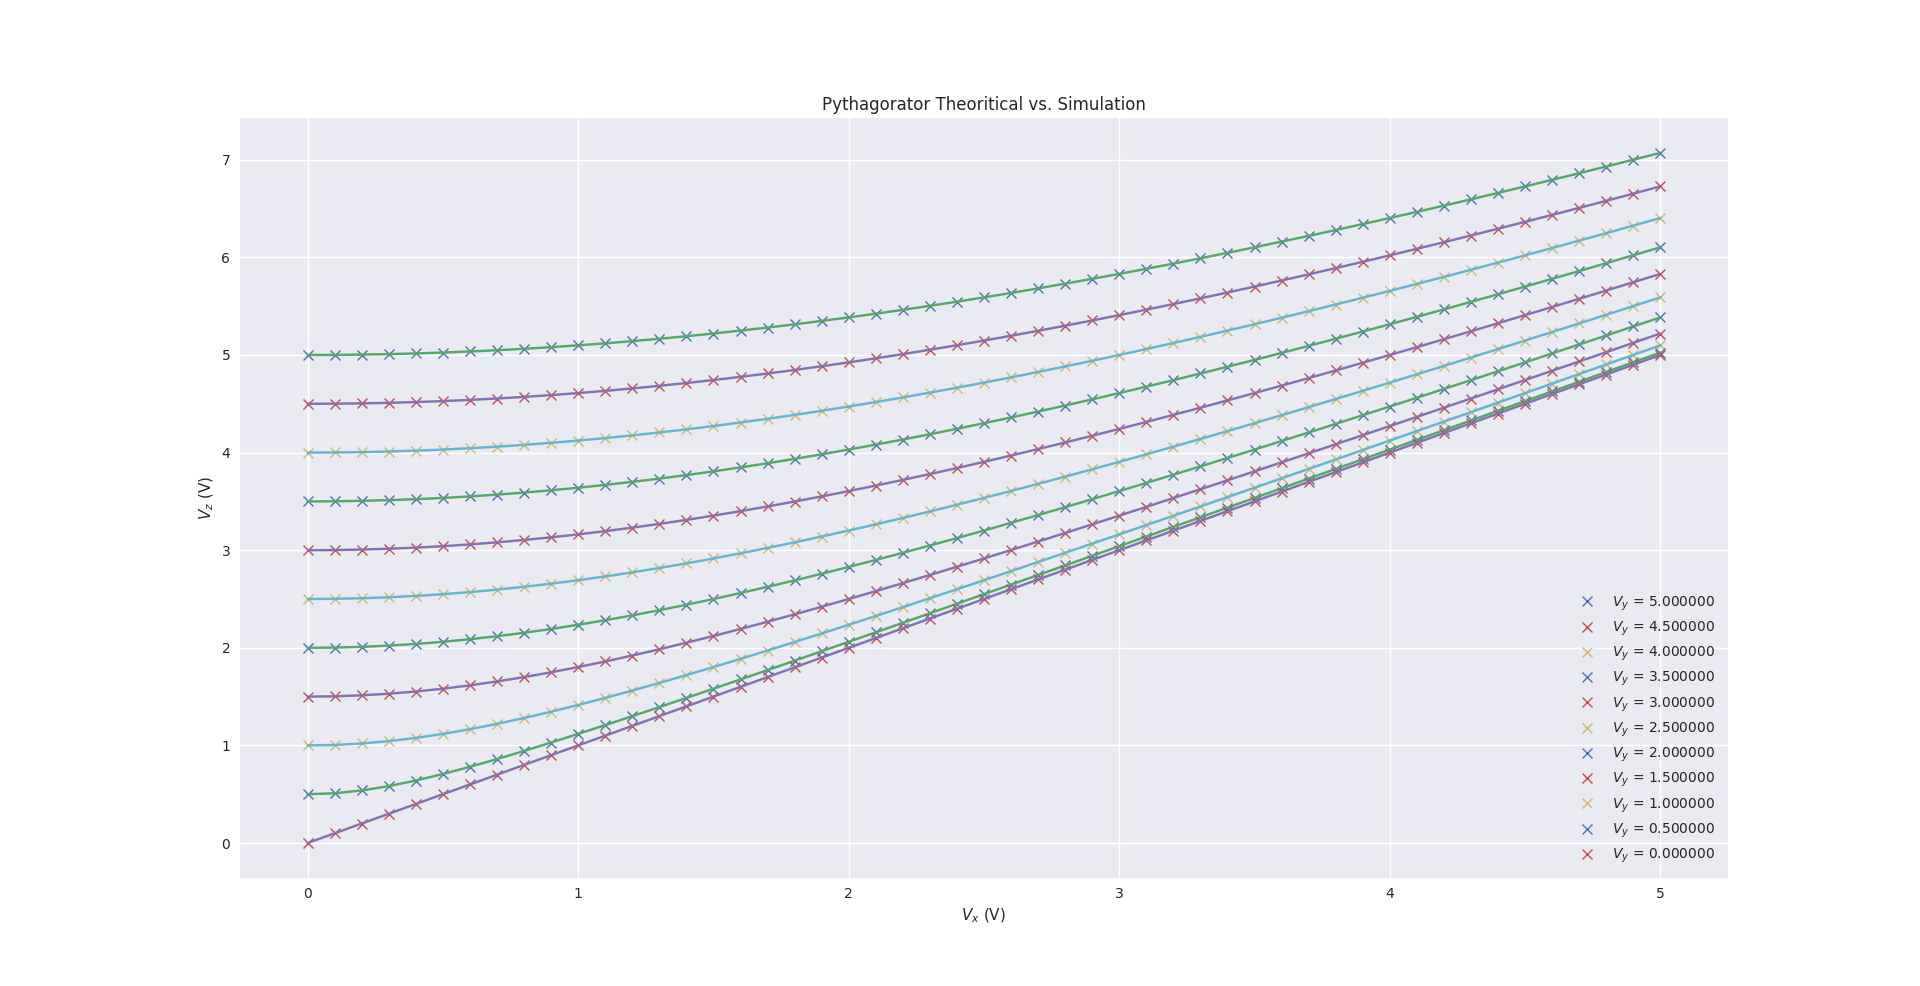 Pythagorator Theoritical vs. Simulation
7
6
5
4
3
2
1
0
V_z (V)
V_y = 5.000000
V_y = 4.500000
V_y = 4.000000
V_y = 3.500000
V_y = 3.000000
V_y = 2.500000
V_y = 2.000000
V_y = 1.500000
V_y = 1.000000
V_y = 0.500000
V_y = 0.000000
0 1 2 3 4 5
V_x (V)